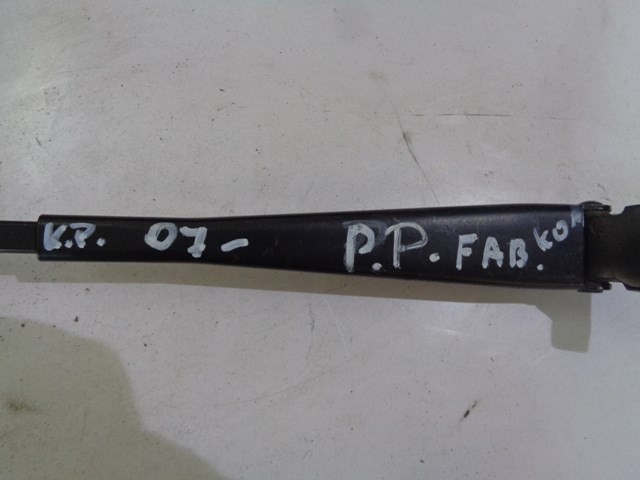 K.P. 07- P.P. FAB. KOM